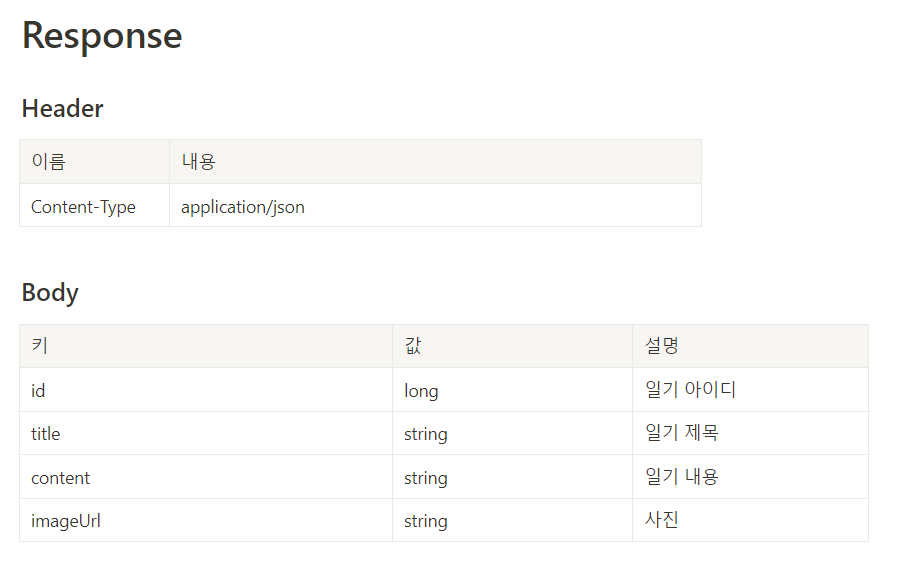 Response
Header
이름 내용
Content-Type application/json
Body
키 값 설명
id long 일기 아이디
title string 일기 제목
content string 일기 내용
imageUrl string 사진